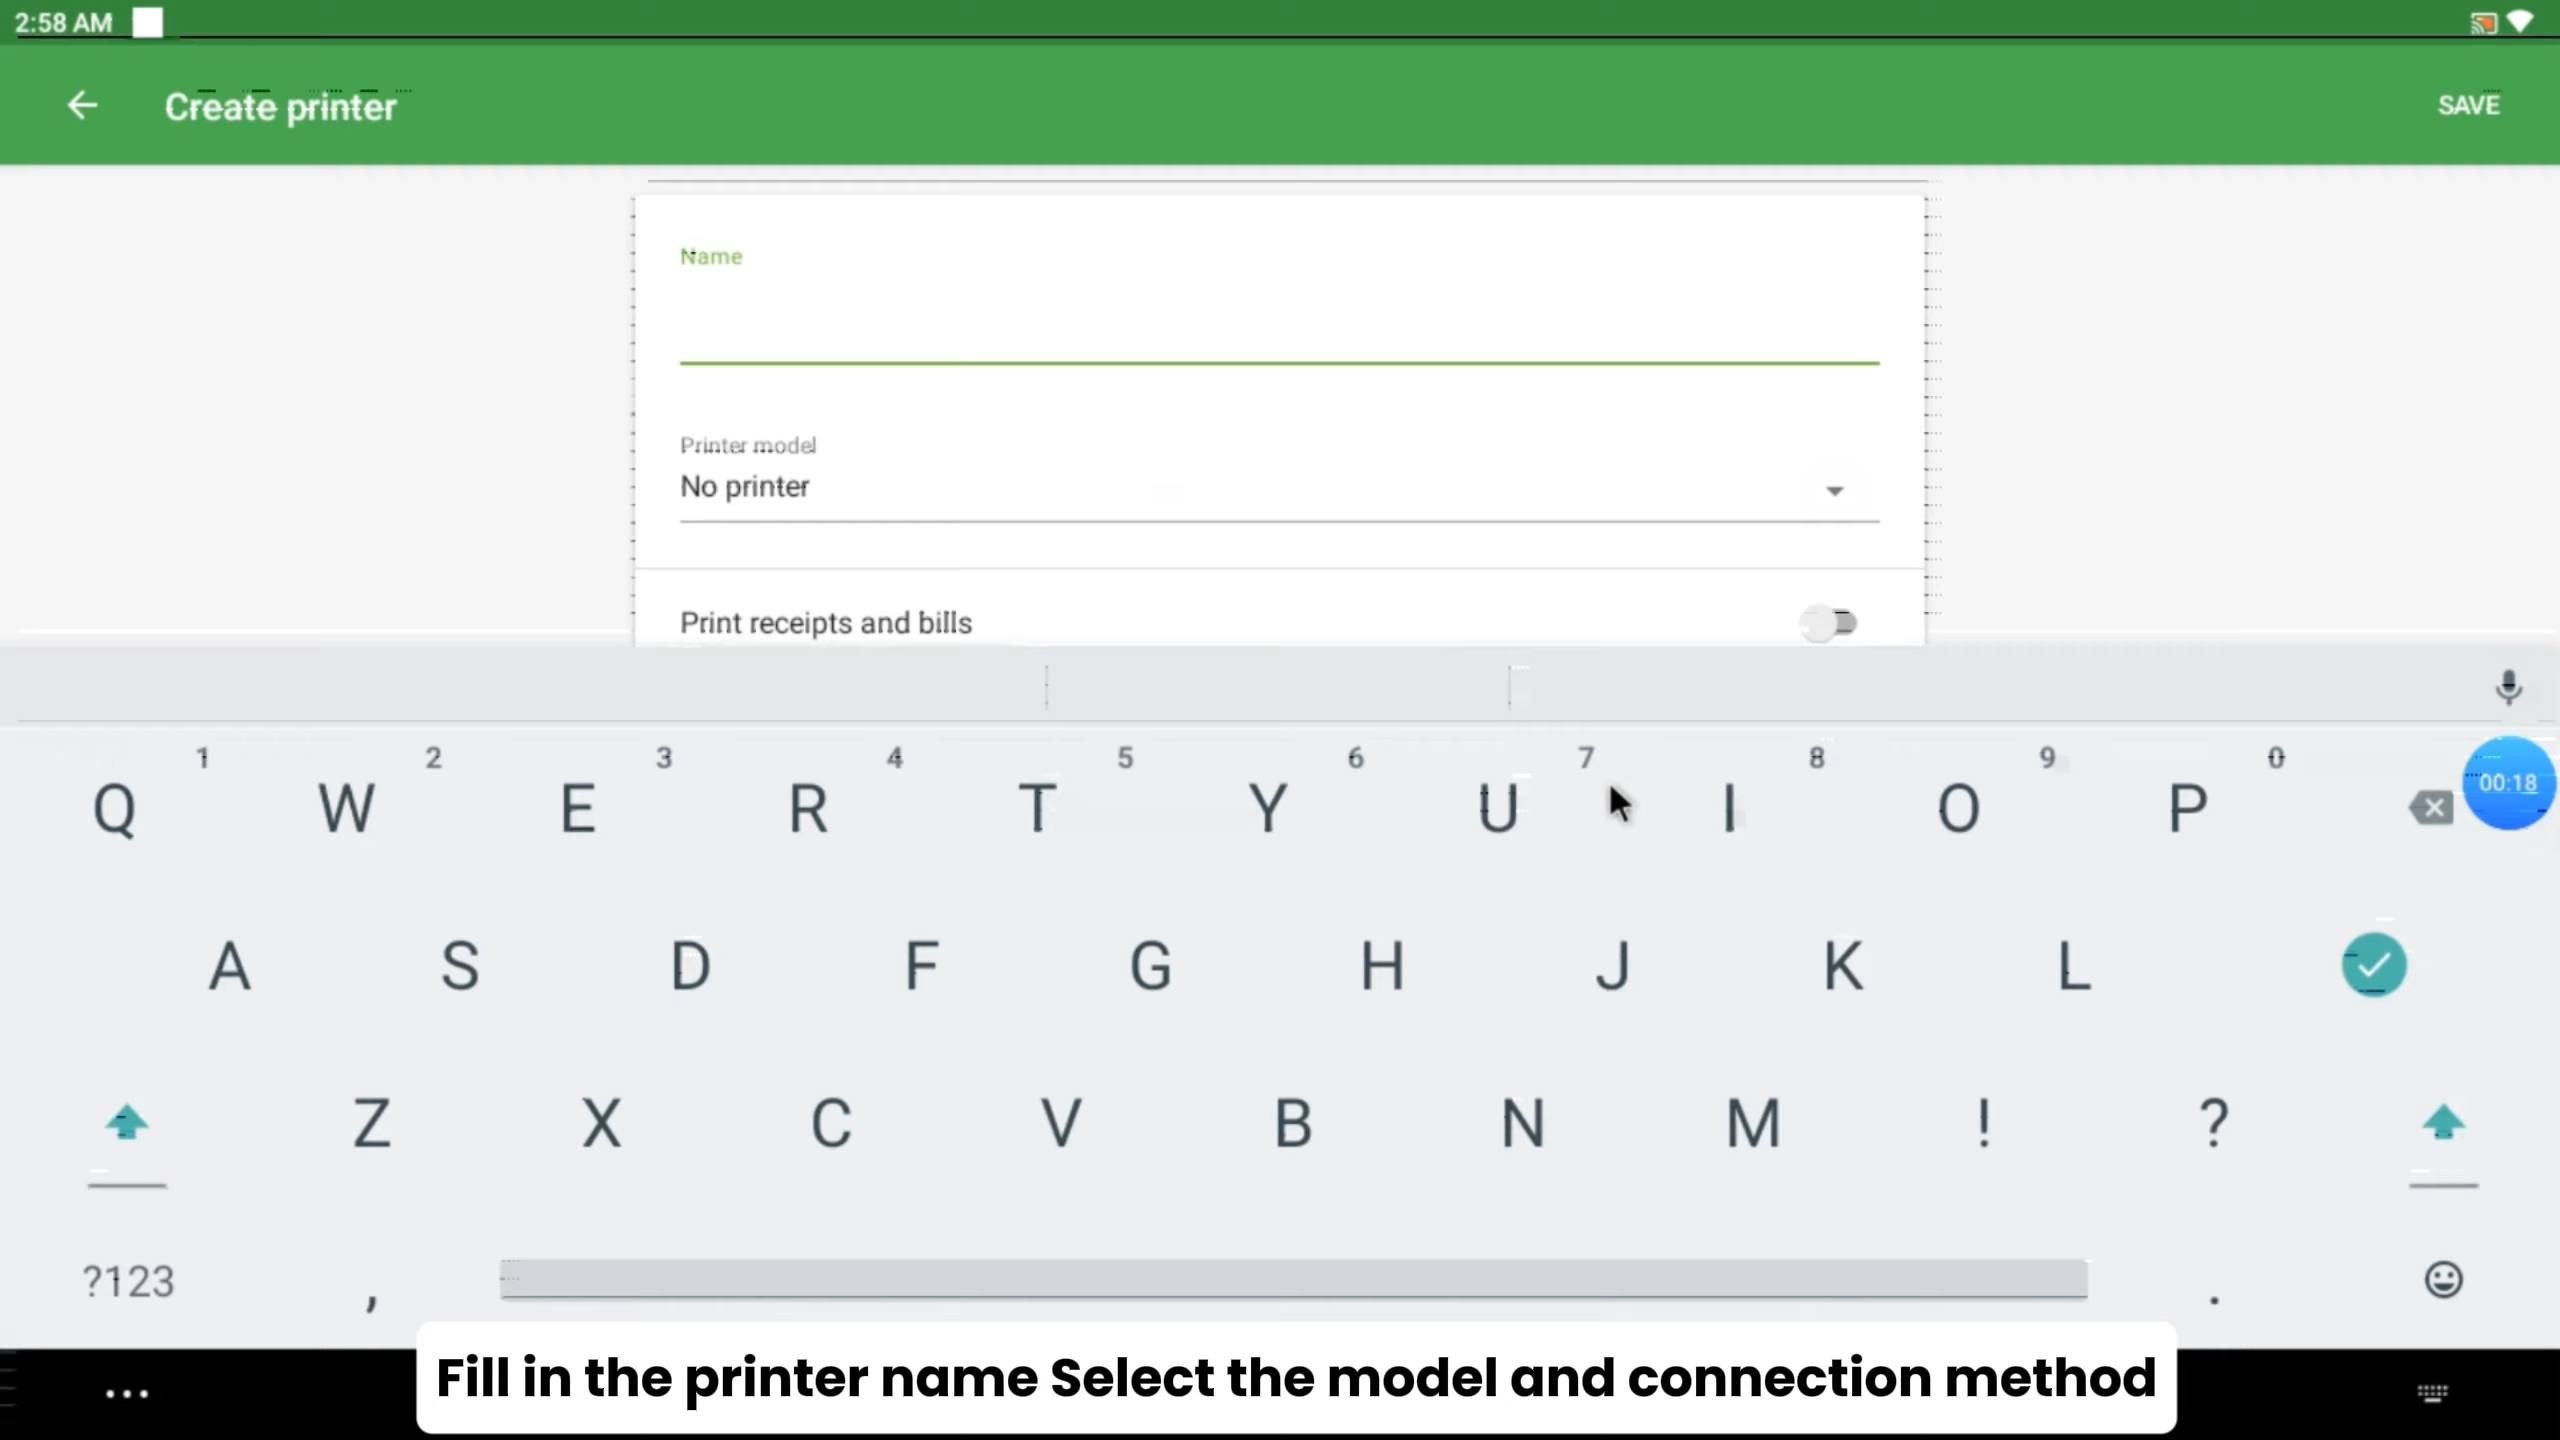 2:58 AM
Create printer
SAVE
Name
Printer model
No printer
Print receipts and bills
1 2 3 4 5 6 7 8 9 0
Q W E R T Y U I O P
00:18
A S D F G H J K L
Z X C V B N M ! ?
?123 , .
Fill in the printer name Select the model and connection method